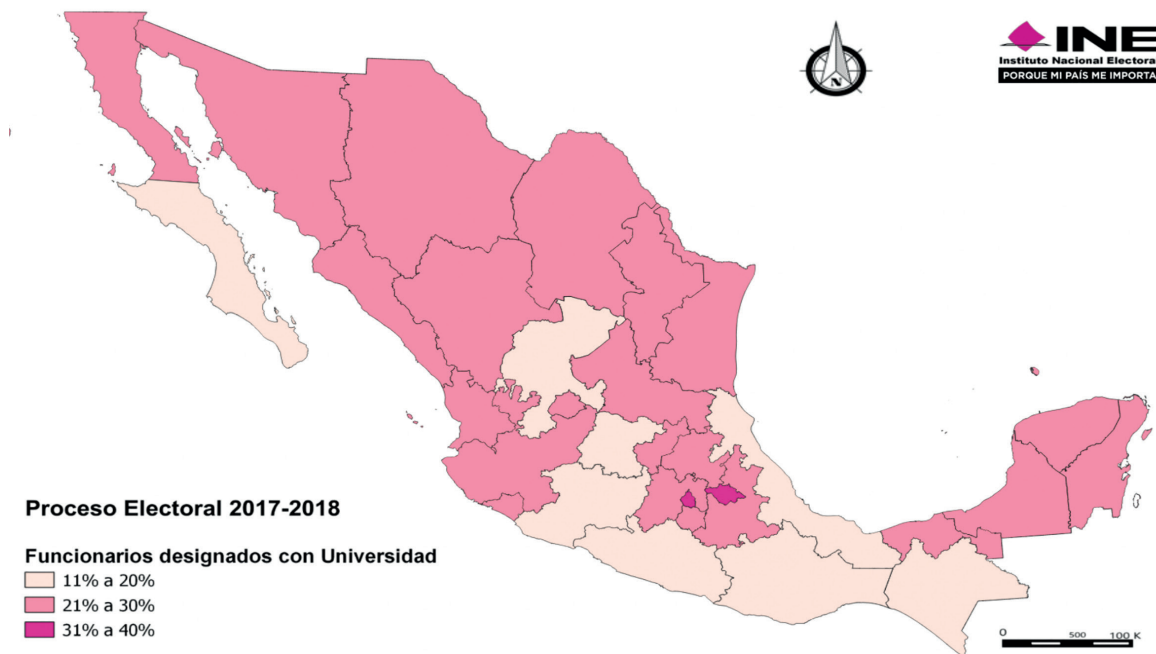 INE
Instituto Nacional Electora
PORQUE MI PAÍS ME IMPORTA
N
Proceso Electoral 2017-2018
Funcionarios designados con Universidad
11% a 20%
21% a 30%
31% a 40%
0 500 100 K